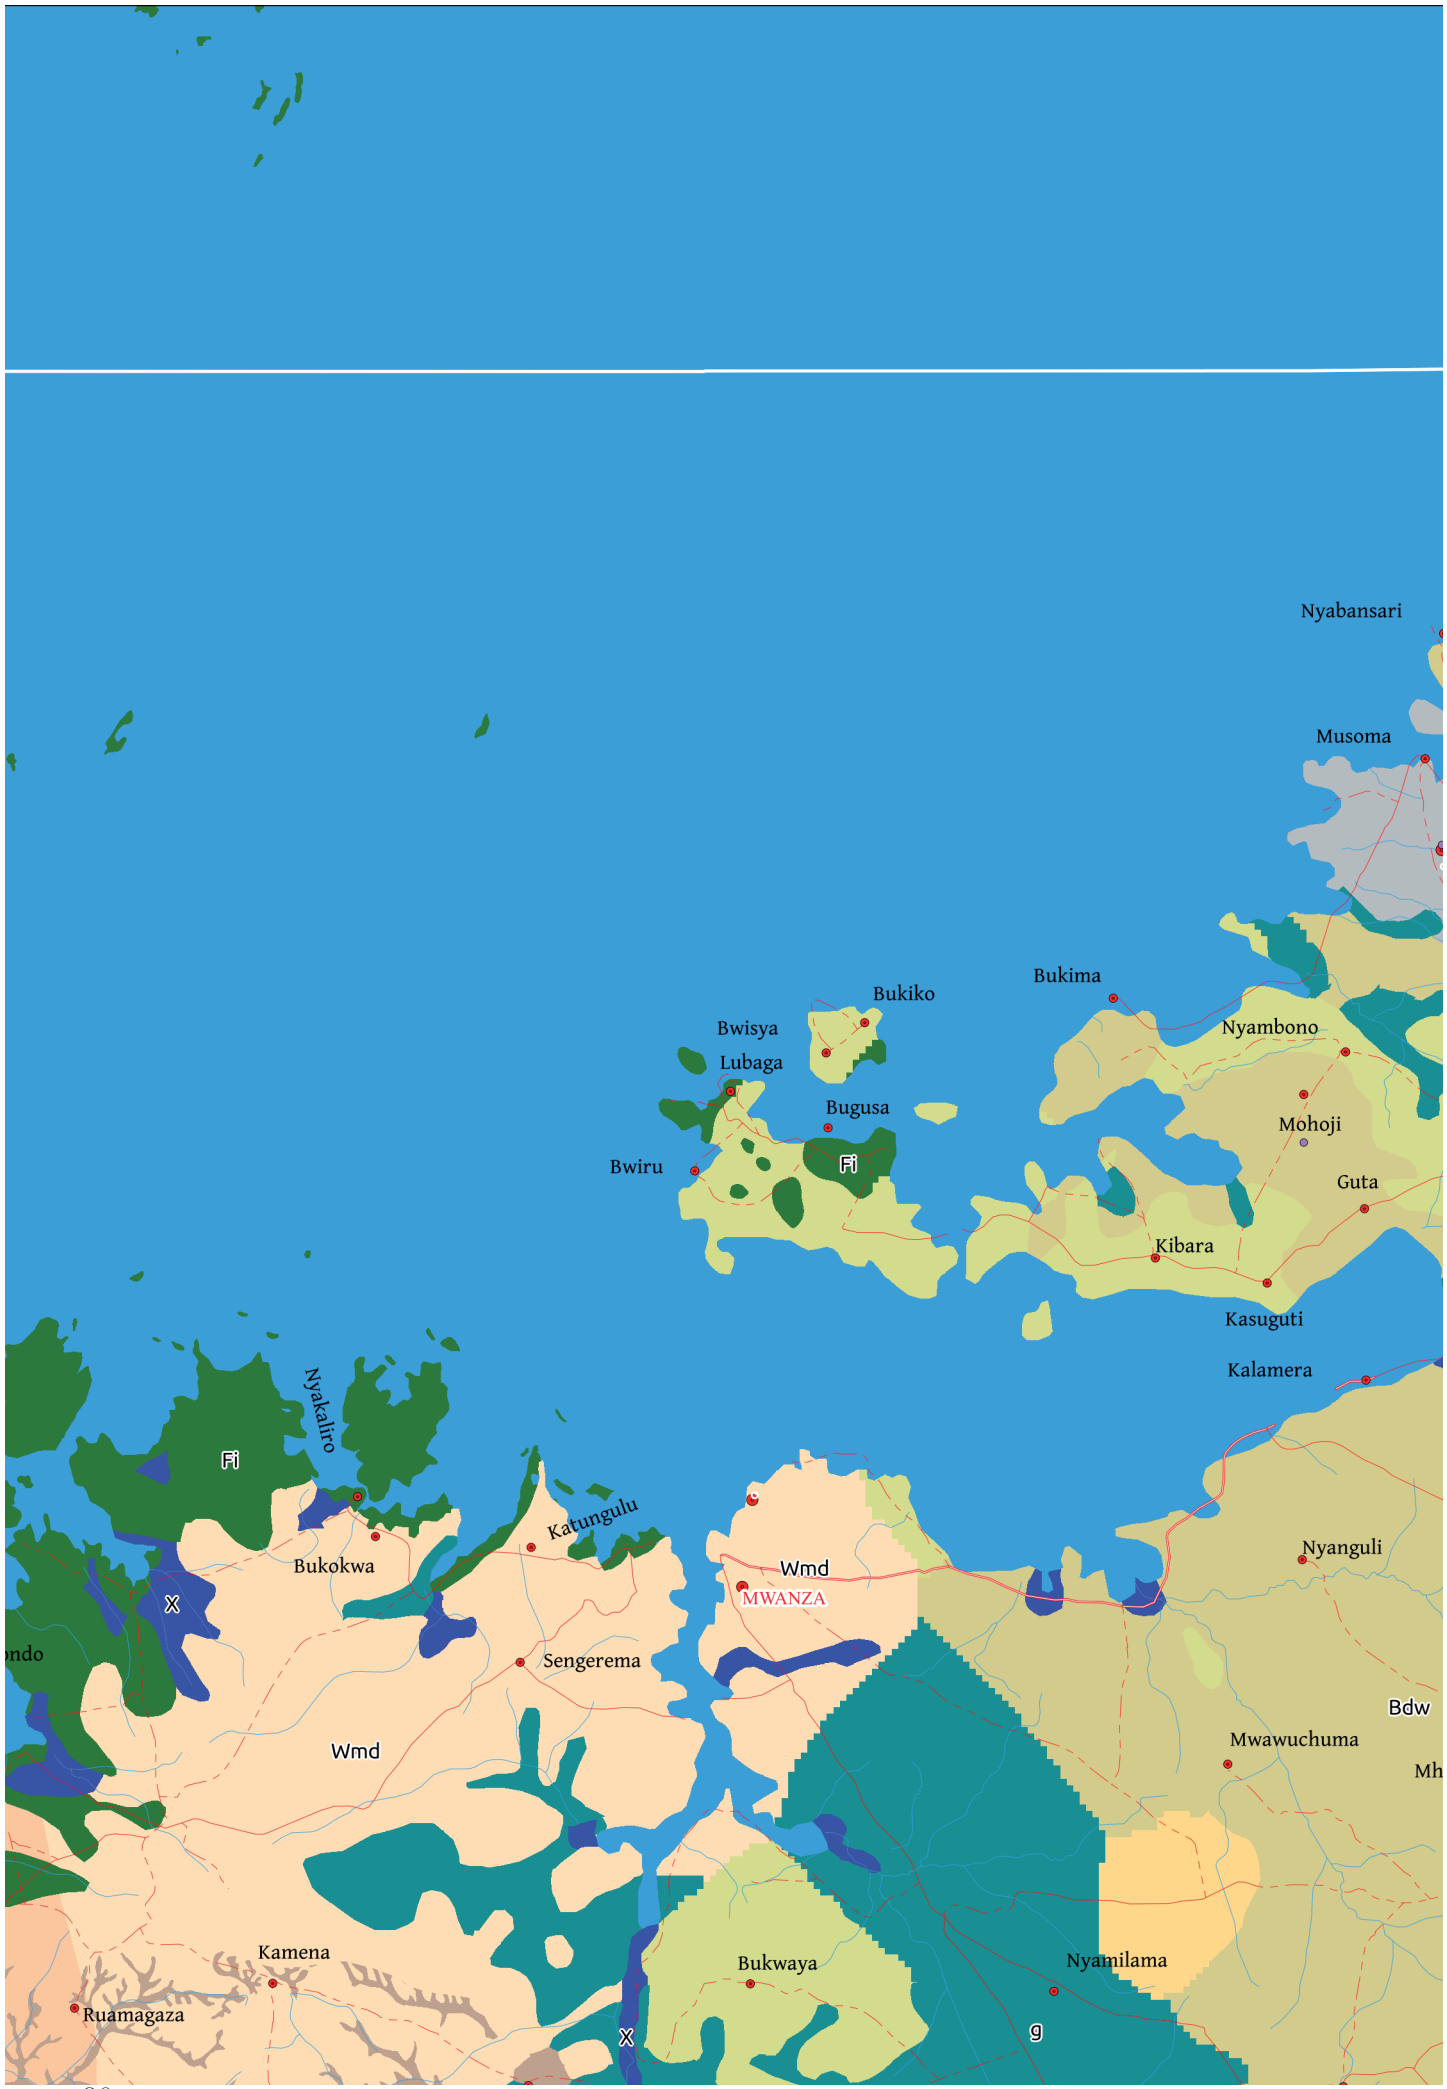 Nyabansari
Musoma
Bukima
Bukiko
Bwisya
Nyambono
Lubaga
Bugusa
Mohoji
Bwiru
Fi
Guta
Kibara
Kasuguti
Kalamera
Nyakaliro
Fi
Katungulu
Bukokwa
Wmd
Nyanguli
MWANZA
X
ondo
Sengerema
Bdw
Wmd
Mwawuchuma
Mh
Kamena
Bukwaya
Nyamilama
Ruamagaza
X
g